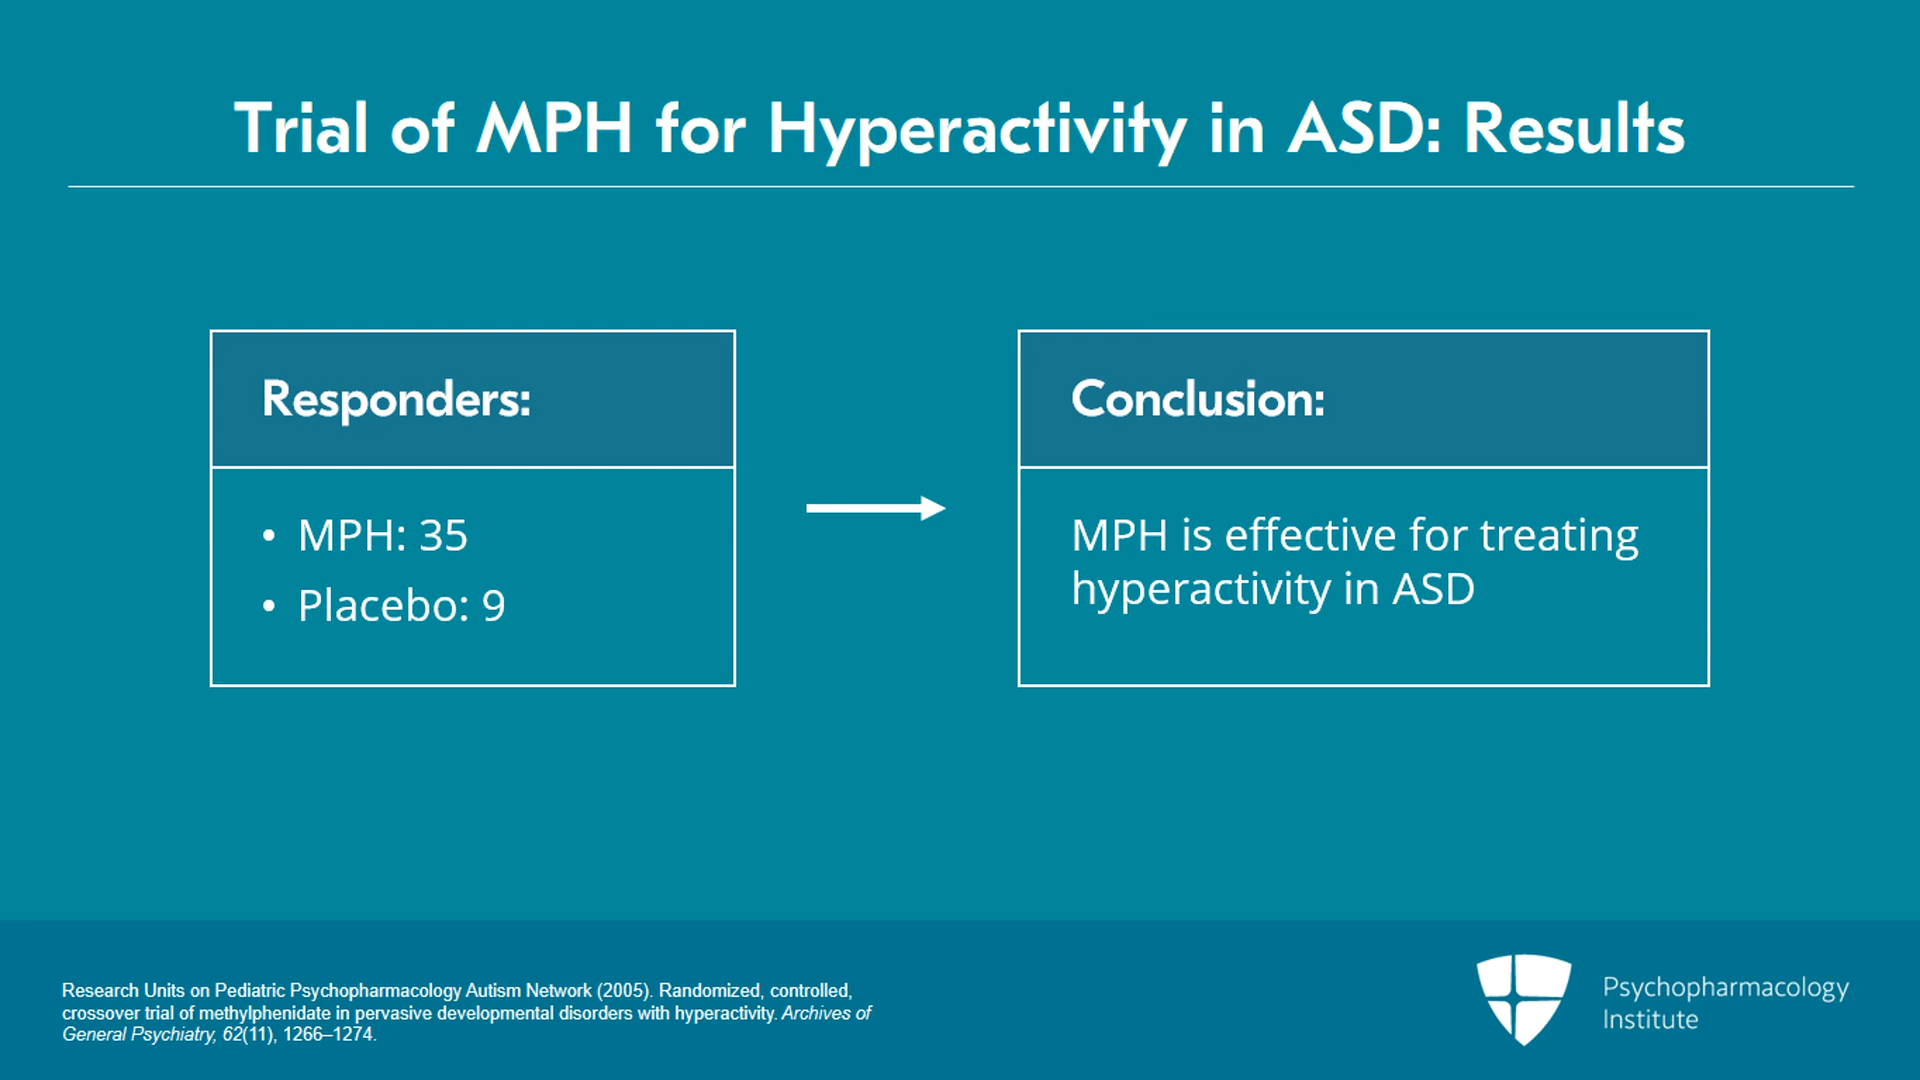 Trial of MPH for Hyperactivity in ASD: Results
Responders:
• MPH: 35
• Placebo: 9
Conclusion:
MPH is effective for treating
hyperactivity in ASD
Research Units on Pediatric Psychopharmacology Autism Network (2005). Randomized, controlled,
crossover trial of methylphenidate in pervasive developmental disorders with hyperactivity. Archives of
General Psychiatry, 62(11), 1266–1274.
Psychopharmacology
Institute